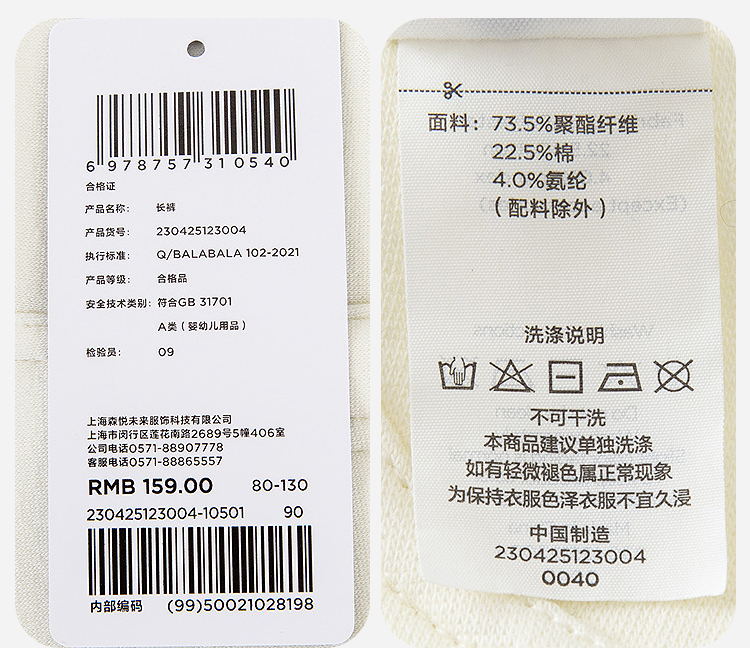 6 978757 310540
合格证
产品名称： 长裤
产品货号： 230425123004
执行标准： Q/BALABALA 102-2021
产品等级： 合格品
安全技术类别： 符合GB 31701
A类（婴幼儿用品）
检验员： 09
上海森悦未来服饰科技有限公司
上海市闵行区莲花南路2689号5幢406室
公司电话0571-88907778
客服电话0571-88865557
RMB 159.00 80-130
230425123004-10501 90
内部编码 (99)50021028198
面料：73.5%聚酯纤维
22.5%棉
4.0%氨纶
（配料除外）
洗涤说明
不可干洗
本商品建议单独洗涤
如有轻微褪色属正常现象
为保持衣服色泽衣服不宜久浸
中国制造
230425123004
0040